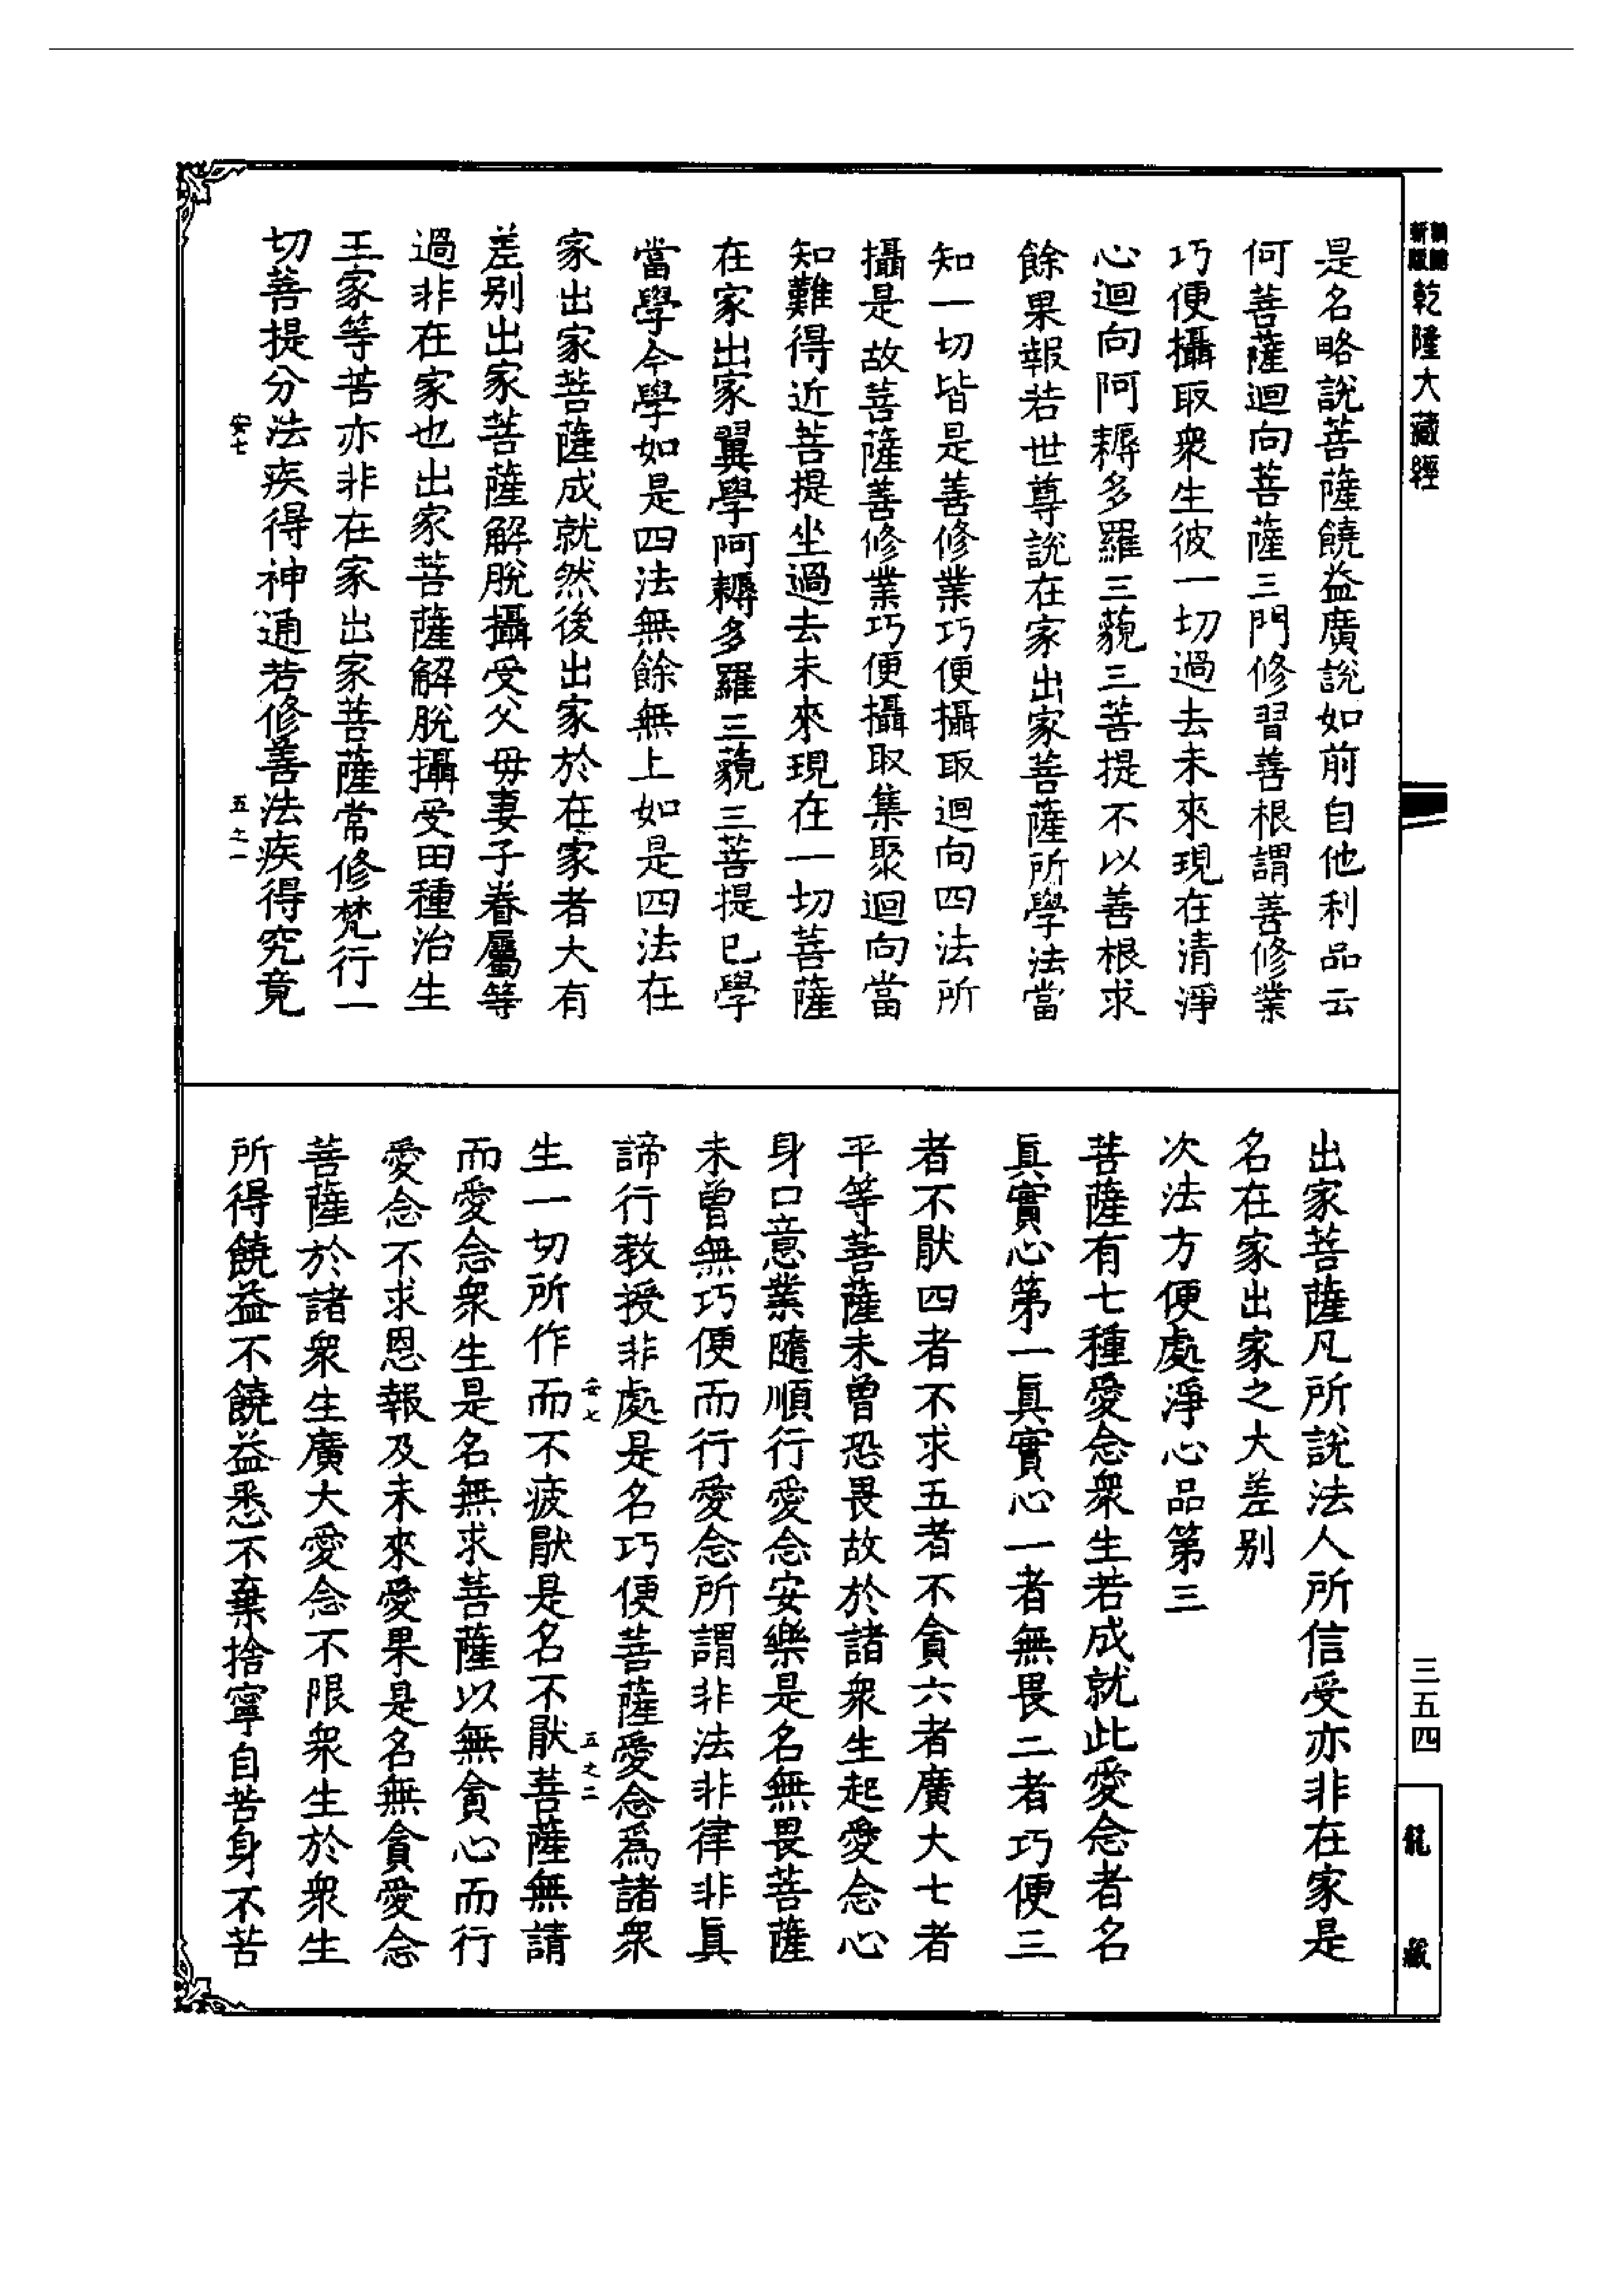 乾隆大藏經
是名略說菩薩饒益廣說如前自他利品云
何菩薩迴向菩薩三門修習善根謂善修業
巧便攝取衆生彼一切過去未來現在清淨
心迴向阿耨多羅三藐三菩提不以善根求
餘果報若世尊說在家出家菩薩所學法當
知一切皆是善修業巧便攝取迴向四法所
攝是故菩薩善修業巧便攝取集聚迴向當
知難得近菩提坐過去未來現在一切菩薩
在家出家翼學阿耨多羅三藐三菩提已學
當學今學如是四法無餘無上如是四法在
家出家菩薩成就然後出家於在家者大有
差別出家菩薩解脫攝受父毋妻子眷屬等
過非在家也出家菩薩解脫攝受田種治生
王家等苦亦非在家出家菩薩常修梵行一
切菩提分法疾得神通若修善法疾得究竟
安七
五之一
出家菩薩凡所說法人所信受亦非在家是
名在家出家之大差别
次法方便處淨心品第三
菩薩有七種愛念衆生若成就此愛念者名
眞實心第一眞實心一者無畏二者巧便三
者不猒四者不求五者不貪六者廣大七者
平等菩薩未曾恐畏故於諸衆生起愛念心
身口意業隨順行愛念安樂是名無畏菩薩
未曾無巧便而行愛念所謂非法非律非眞
諦行教授非處是名巧便菩薩愛念爲諸衆
安七
五之二
生一切所作而不疲猒是名不猒菩薩無請
而愛念衆生是名無求菩薩以無貪心而行
愛念不求恩報及未來愛果是名無貪愛念
菩薩於諸衆生廣大愛念不限衆生於衆生
所得饒益不饒益悉不棄捨寧自苦身不苦
三五四
龍藏